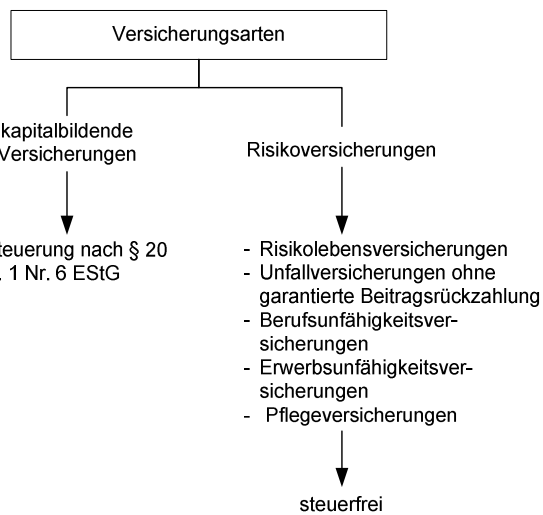 Versicherungsarten
kapitalbildende
Versicherungen
teuerung nach § 20
. 1 Nr. 6 EStG
Risikoversicherungen
- Risikolebensversicherungen
- Unfallversicherungen ohne
garantierte Beitragsrückzahlung
- Berufsunfähigkeitsver-
sicherungen
- Erwerbsunfähigkeitsver-
sicherungen
- Pflegeversicherungen
steuerfrei